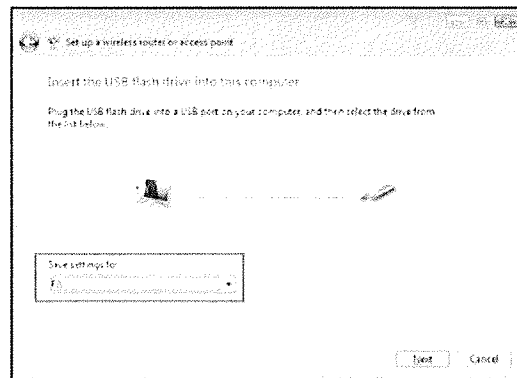 Set up a wireless router or access point
Insert the USB flash drive into this computer
Plug the USB flash drive into a USB port on your computer, and then select the drive from
the list below.
Save settings to:
Next Cancel